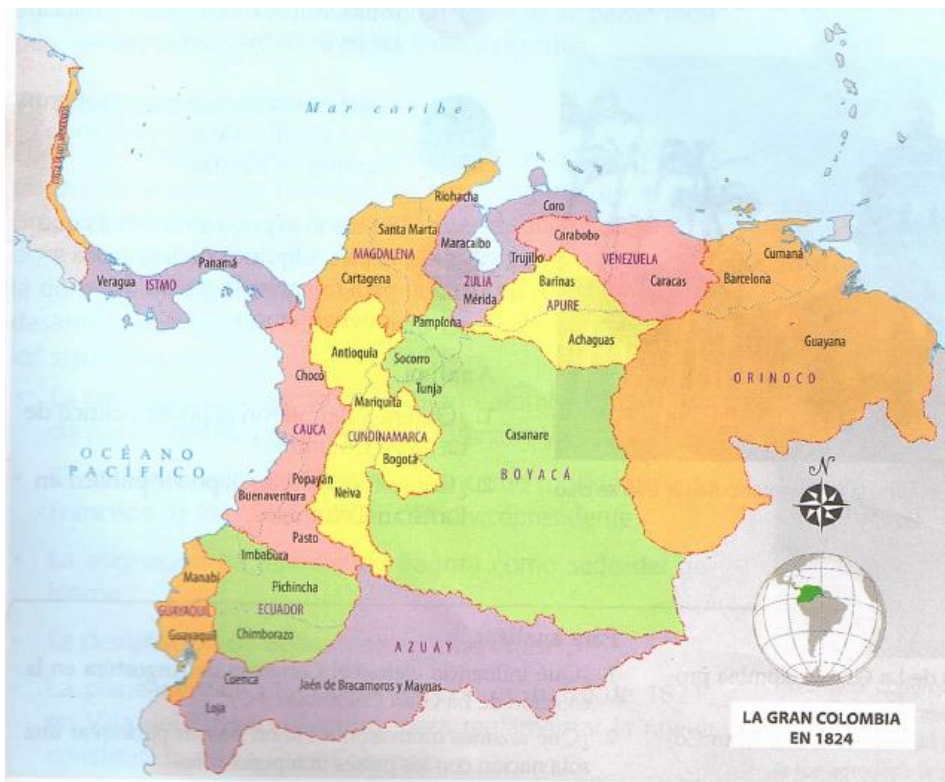 Mar caribe
Riohacha
Santa Marta
MAGDALENA
Cartagena
Maracaibo
Coro
Carabobo
Trujillo
VENEZUELA
Barinas
ZULIA
Mérida
APURE
Caracas
Barcelona
Cumaná
Panamá
Veragua
ISTMO
Pamplona
Achaguas
Guayana
Antioquia
Socorro
ORINOCO
Chocó
Tunja
Mariquita
CAUCA
CUNDINAMARCA
Casanare
Bogotá
BOYACÁ
OCÉANO
PACÍFICO
Popayán
Neiva
Buenaventura
Pasto
Imbabura
Manabí
Pichincha
GUAYAQUIL
ECUADOR
Guayaquil
Chimborazo
AZUAY
Cuenca
Jaén de Bracamoros y Maynas
Loja
N
LA GRAN COLOMBIA
EN 1824